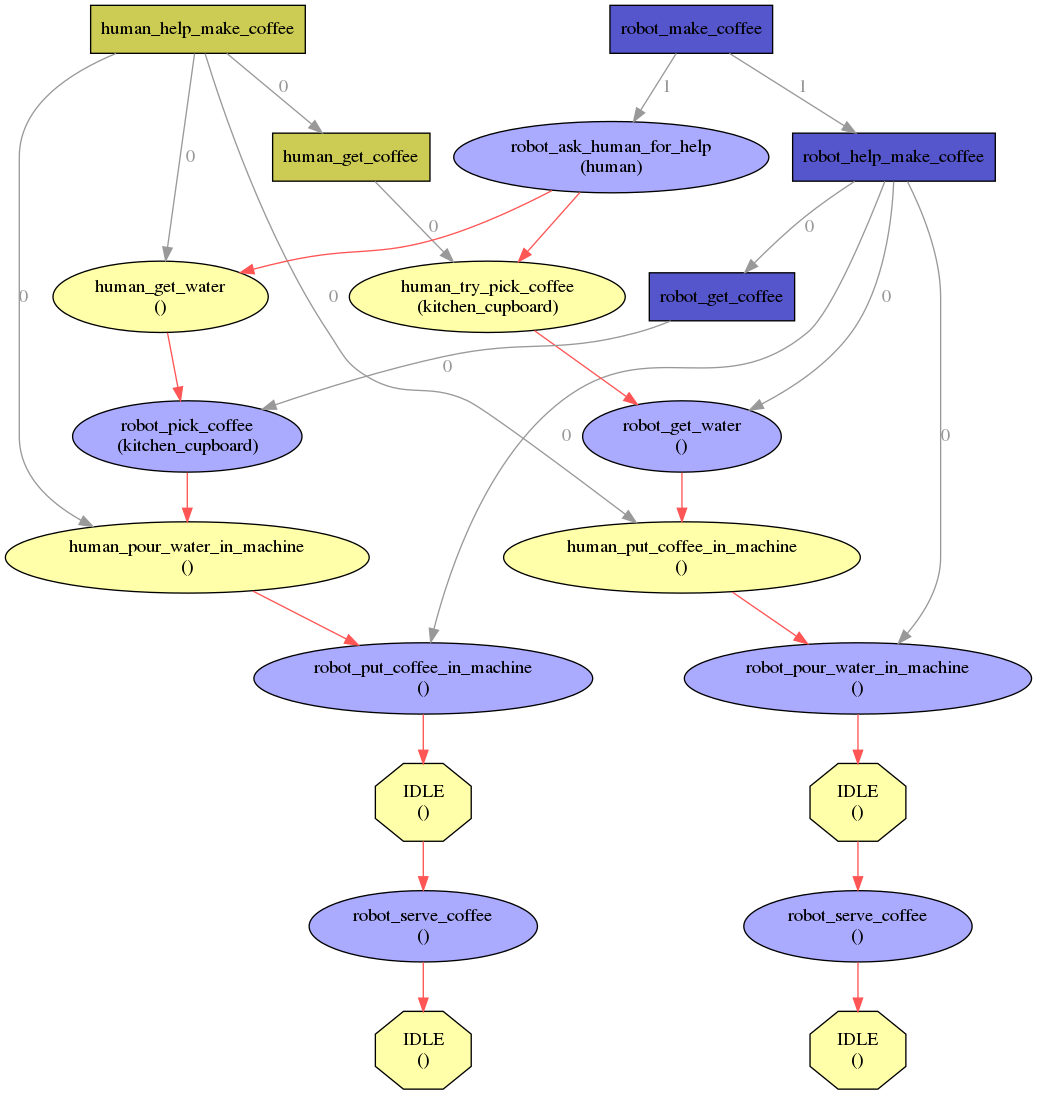 human_help_make_coffee
robot_make_coffee
0
1
1
human_get_coffee
robot_ask_human_for_help
(human)
robot_help_make_coffee
0
0
0
human_get_water
()
human_try_pick_coffee
(kitchen_cupboard)
robot_get_coffee
0
0
0
0
robot_pick_coffee
(kitchen_cupboard)
robot_get_water
()
0
0
human_pour_water_in_machine
()
human_put_coffee_in_machine
()
robot_put_coffee_in_machine
()
robot_pour_water_in_machine
()
IDLE
()
IDLE
()
robot_serve_coffee
()
robot_serve_coffee
()
IDLE
()
IDLE
()